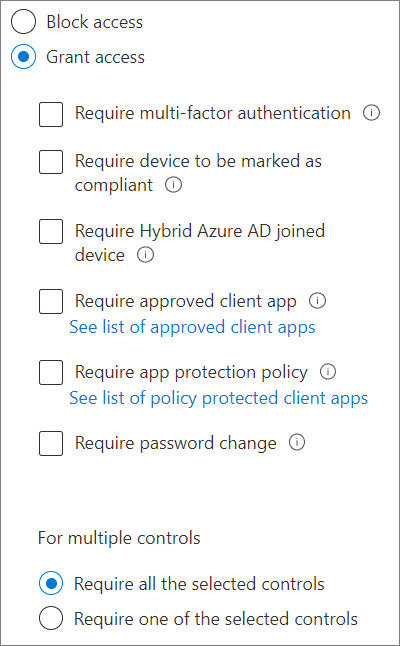 Block access
Grant access
Require multi-factor authentication
Require device to be marked as
compliant
Require Hybrid Azure AD joined
device
Require approved client app
See list of approved client apps
Require app protection policy
See list of policy protected client apps
Require password change
For multiple controls
Require all the selected controls
Require one of the selected controls